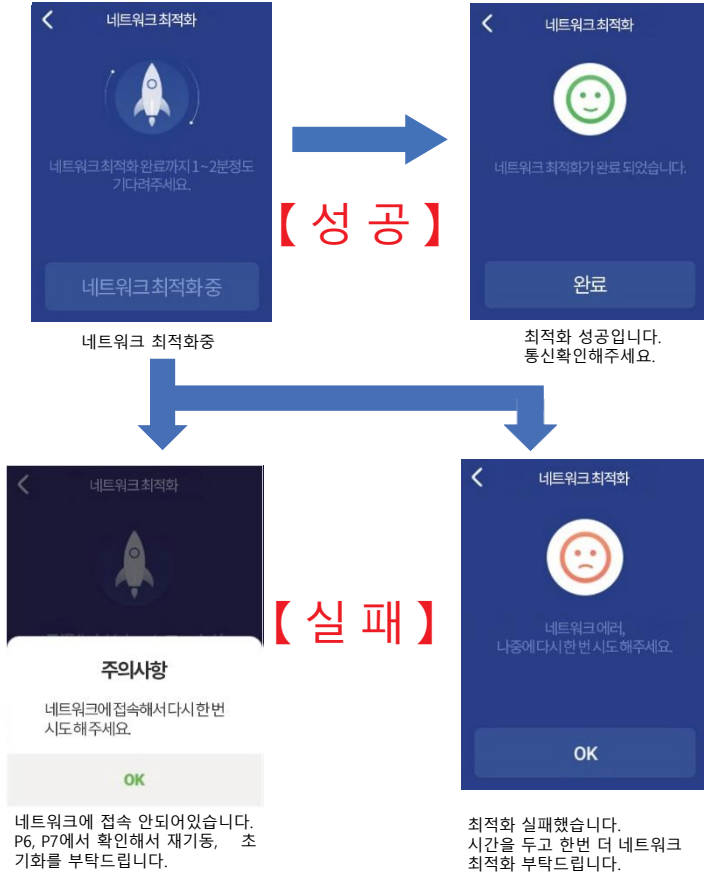 네트워크 최적화
네트워크 최적화 완료까지 1~2분정도
기다려주세요.
네트워크 최적화 중
네트워크 최적화중
【성공】
네트워크 최적화
네트워크 최적화가 완료 되었습니다.
완료
최적화 성공입니다.
통신확인해주세요.
네트워크 최적화
주의사항
네트워크에 접속해서 다시 한번
시도해 주세요.
OK
네트워크에 접속 안되어있습니다.
P6, P7에서 확인해서 재기동, 초
기화를 부탁드립니다.
【실패】
네트워크 최적화
네트워크 에러,
나중에 다시 한 번 시도 해주세요.
OK
최적화 실패했습니다.
시간을 두고 한번 더 네트워크
최적화 부탁드립니다.